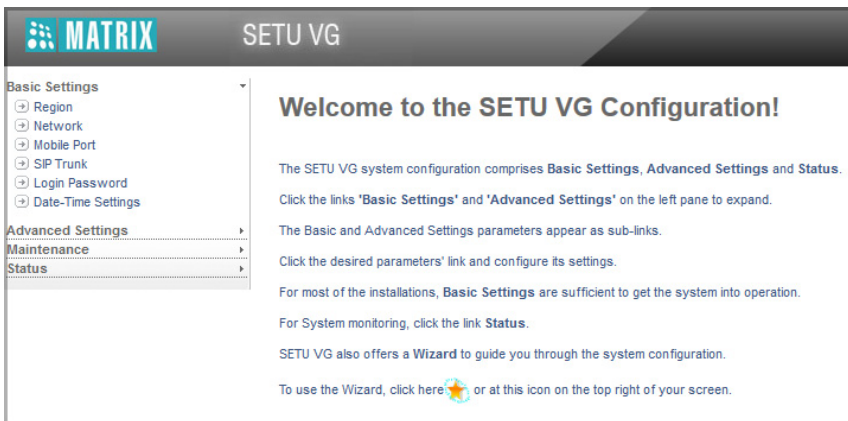 MATRIX SETU VG
Basic Settings
Region
Network
Mobile Port
SIP Trunk
Login Password
Date-Time Settings
Advanced Settings
Maintenance
Status
Welcome to the SETU VG Configuration!
The SETU VG system configuration comprises Basic Settings, Advanced Settings and Status.
Click the links 'Basic Settings' and 'Advanced Settings' on the left pane to expand.
The Basic and Advanced Settings parameters appear as sub-links.
Click the desired parameters' link and configure its settings.
For most of the installations, Basic Settings are sufficient to get the system into operation.
For System monitoring, click the link Status.
SETU VG also offers a Wizard to guide you through the system configuration.
To use the Wizard, click here or at this icon on the top right of your screen.